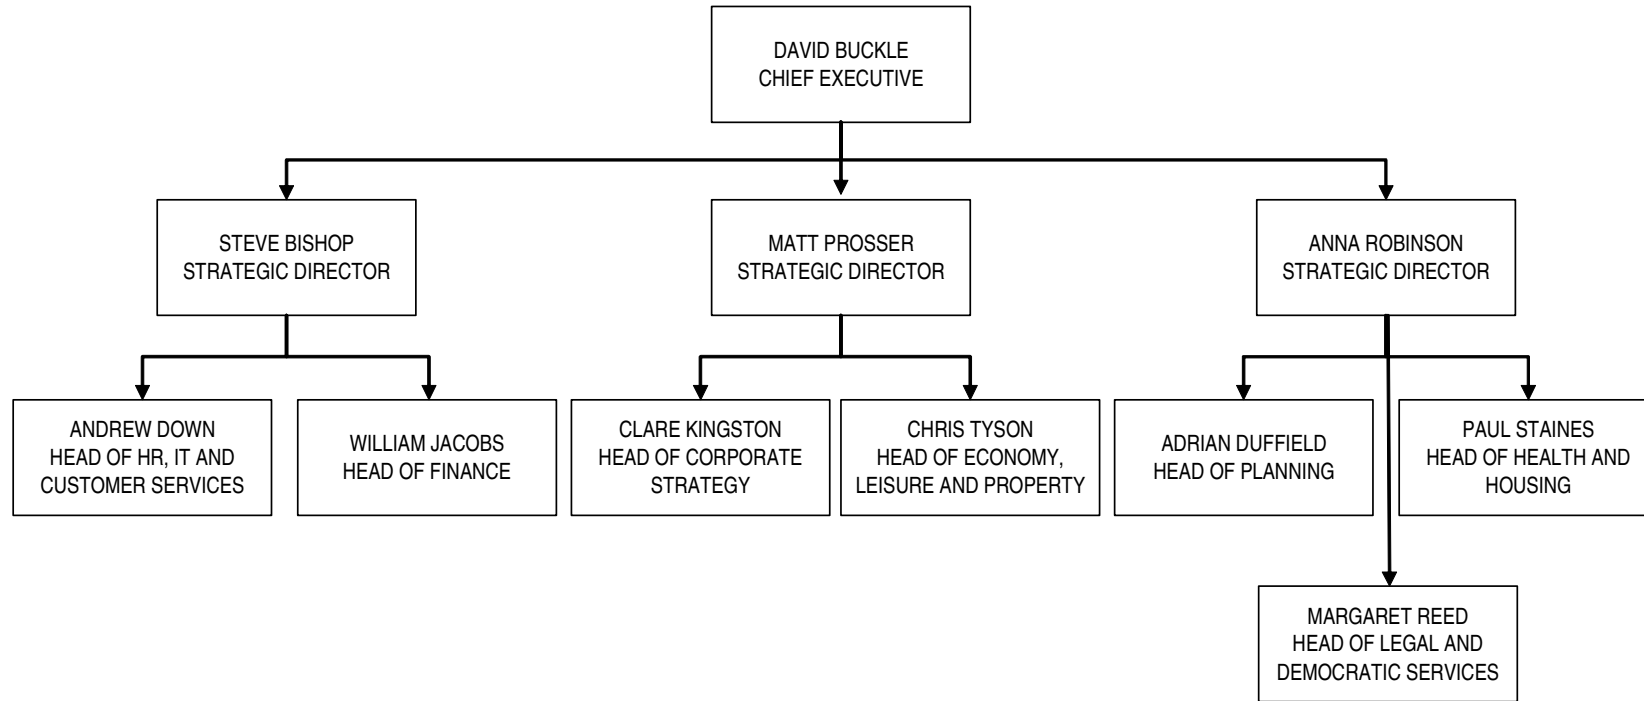 DAVID BUCKLE
CHIEF EXECUTIVE
STEVE BISHOP
STRATEGIC DIRECTOR
MATT PROSSER
STRATEGIC DIRECTOR
ANNA ROBINSON
STRATEGIC DIRECTOR
ANDREW DOWN
HEAD OF HR, IT AND
CUSTOMER SERVICES
WILLIAM JACOBS
HEAD OF FINANCE
CLARE KINGSTON
HEAD OF CORPORATE
STRATEGY
CHRIS TYSON
HEAD OF ECONOMY,
LEISURE AND PROPERTY
ADRIAN DUFFIELD
HEAD OF PLANNING
PAUL STAINES
HEAD OF HEALTH AND
HOUSING
MARGARET REED
HEAD OF LEGAL AND
DEMOCRATIC SERVICES